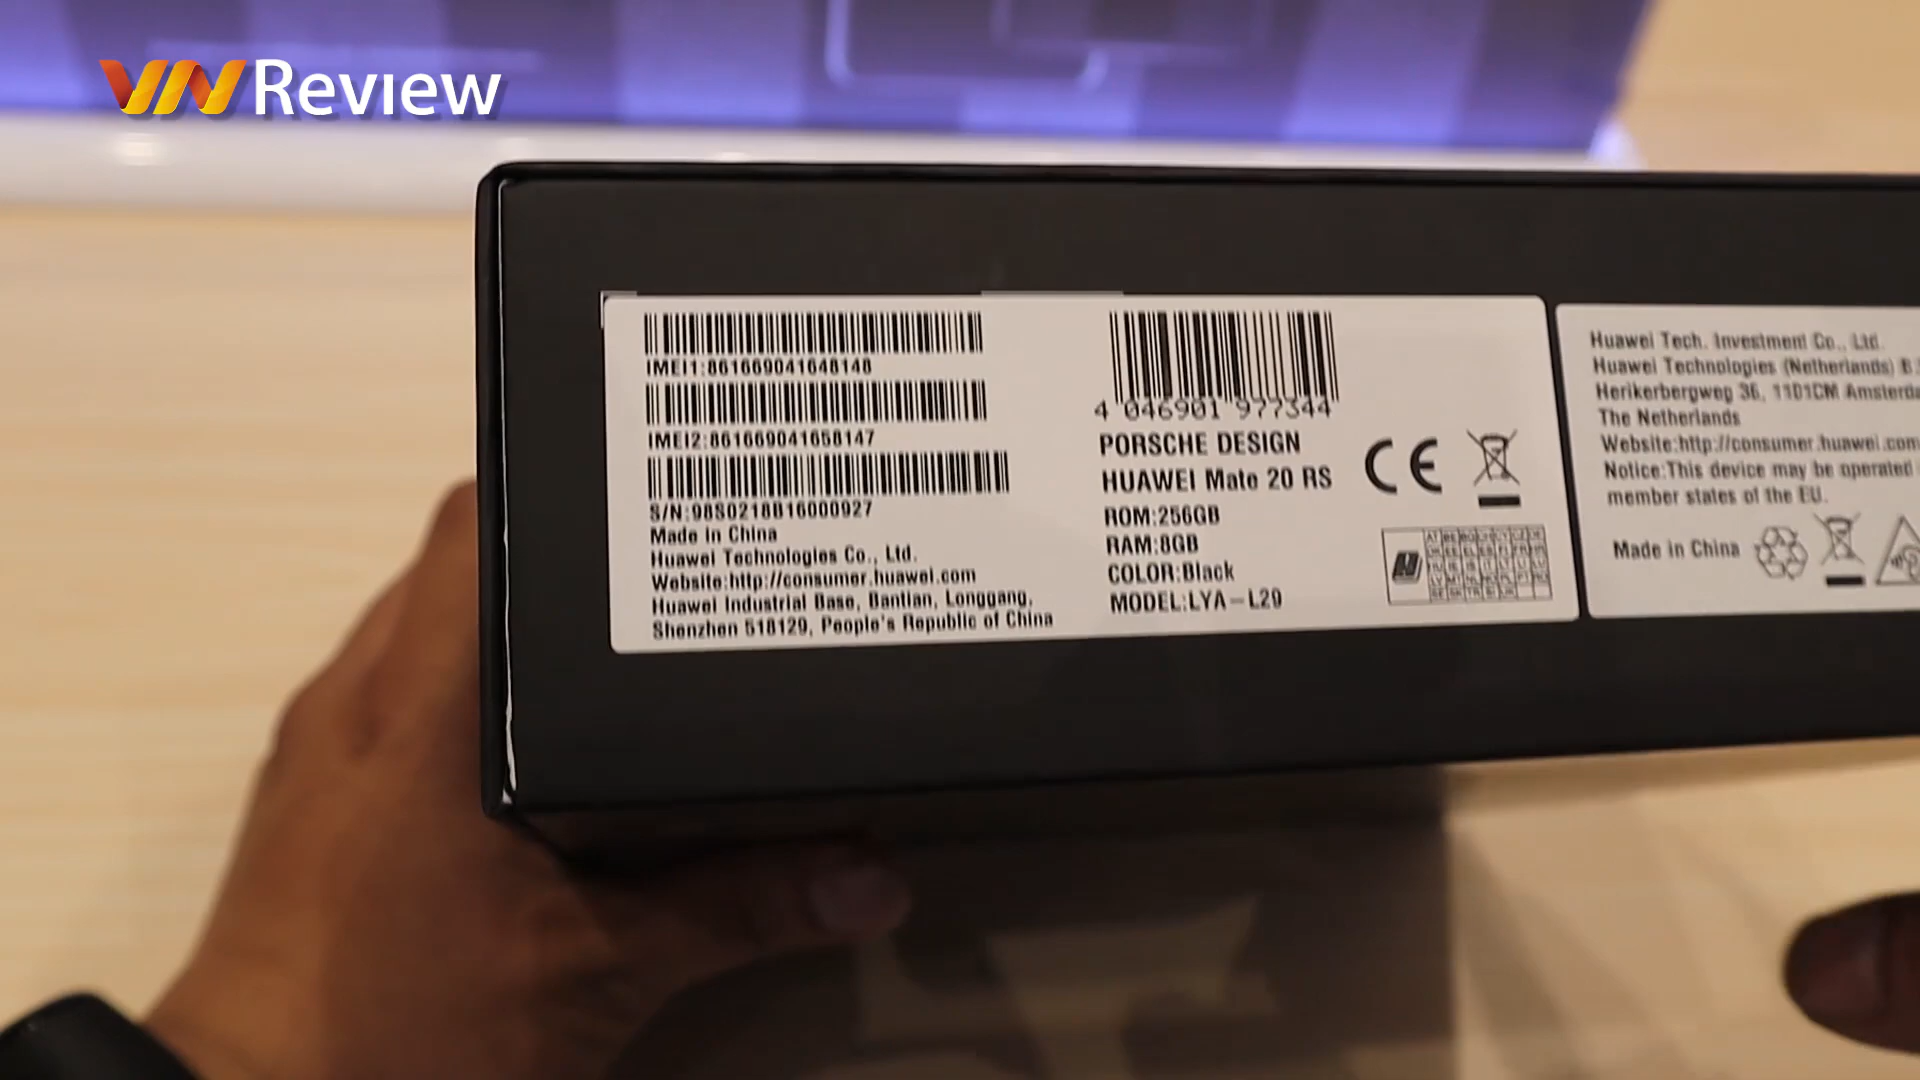 VN Review
IMEI1:861669041648148
IMEI2:861669041658147
S/N:98S0218B16000927
Made in China
Huawei Technologies Co., Ltd.
Website:http://consumer.huawei.com
Huawei Industrial Base, Bantian, Longgang,
Shenzhen 518129, People's Republic of China
4 046901 977344
PORSCHE DESIGN
HUAWEI Mate 20 RS
ROM:256GB
RAM:8GB
COLOR:Black
MODEL:LYA-L29
CE
Huawei Tech. Investment Co., Ltd.
Huawei Technologies (Netherlands)
Herikerbergweg 36, 1101CM
The Netherlands
Website:http://consumer.huawei.com
Notice:This device may be operated
member states of the EU.
Made in China